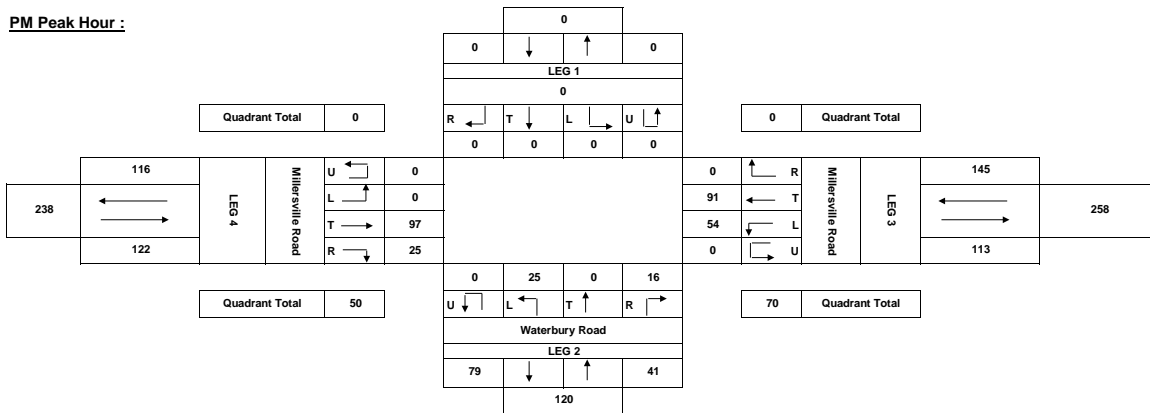 PM Peak Hour :
0
0 0
LEG 1
0
Quadrant Total 0
R T L U
0 Quadrant Total
0 0 0 0
116
U 0
0 R
145
238
LEG 4
Millersville Road
L 0
91 T
Millersville Road
LEG 3
258
T 97
54 L
122
R 25
0 U
113
0 25 0 16
Quadrant Total 50
U L T R
70 Quadrant Total
Waterbury Road
LEG 2
79 41
120